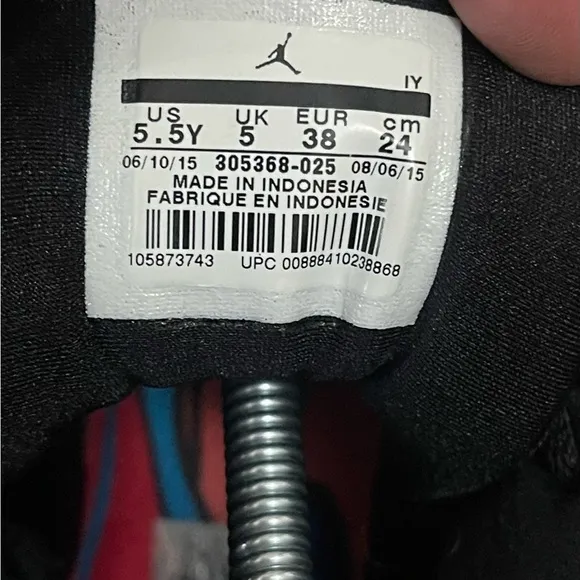 IY
US UK EUR cm
5.5Y 5 38 24
06/10/15 305368-025 08/06/15
MADE IN INDONESIA
FABRIQUE EN INDONESIE
105873743 UPC 00888410238868